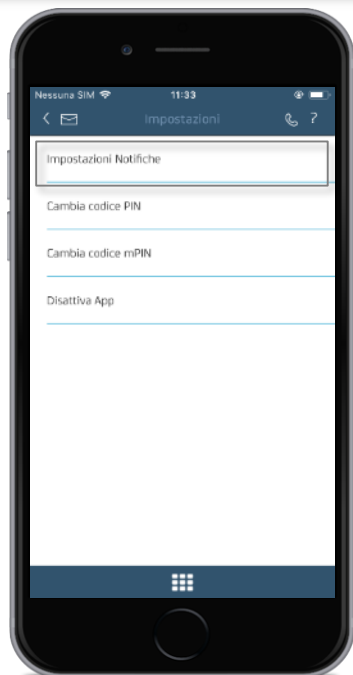 Nessuna SIM 11:33
Impostazioni ?
Impostazioni Notifiche
Cambia codice PIN
Cambia codice mPIN
Disattiva App